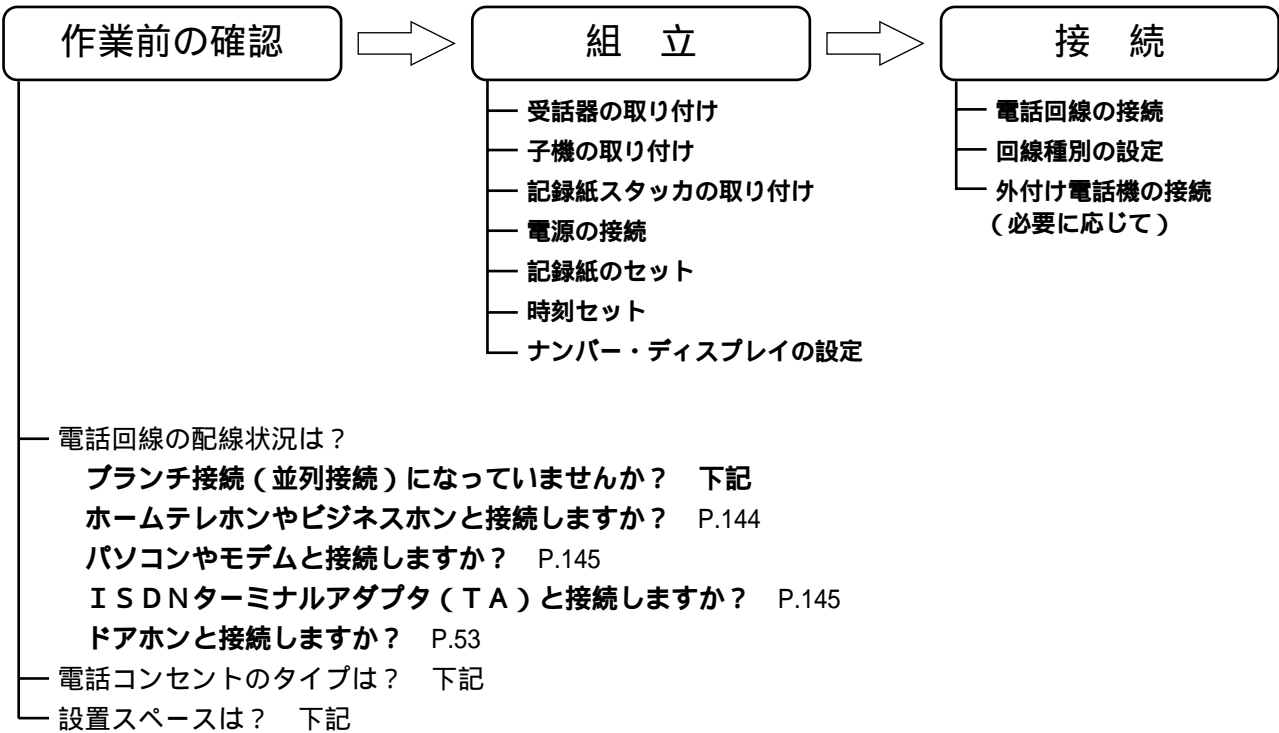 作業前の確認
組　立
接　続
受話器の取り付け
子機の取り付け
記録紙スタッカの取り付け
電源の接続
記録紙のセット
時刻セット
ナンバー・ディスプレイの設定
電話回線の接続
回線種別の設定
外付け電話機の接続
（必要に応じて）
電話回線の配線状況は？
ブランチ接続（並列接続）になっていませんか？　下記
ホームテレホンやビジネスホンと接続しますか？　P.144
パソコンやモデムと接続しますか？　P.145
ＩＳＤＮターミナルアダプタ（ＴＡ）と接続しますか？　P.145
ドアホンと接続しますか？　P.53
電話コンセントのタイプは？　下記
設置スペースは？　下記